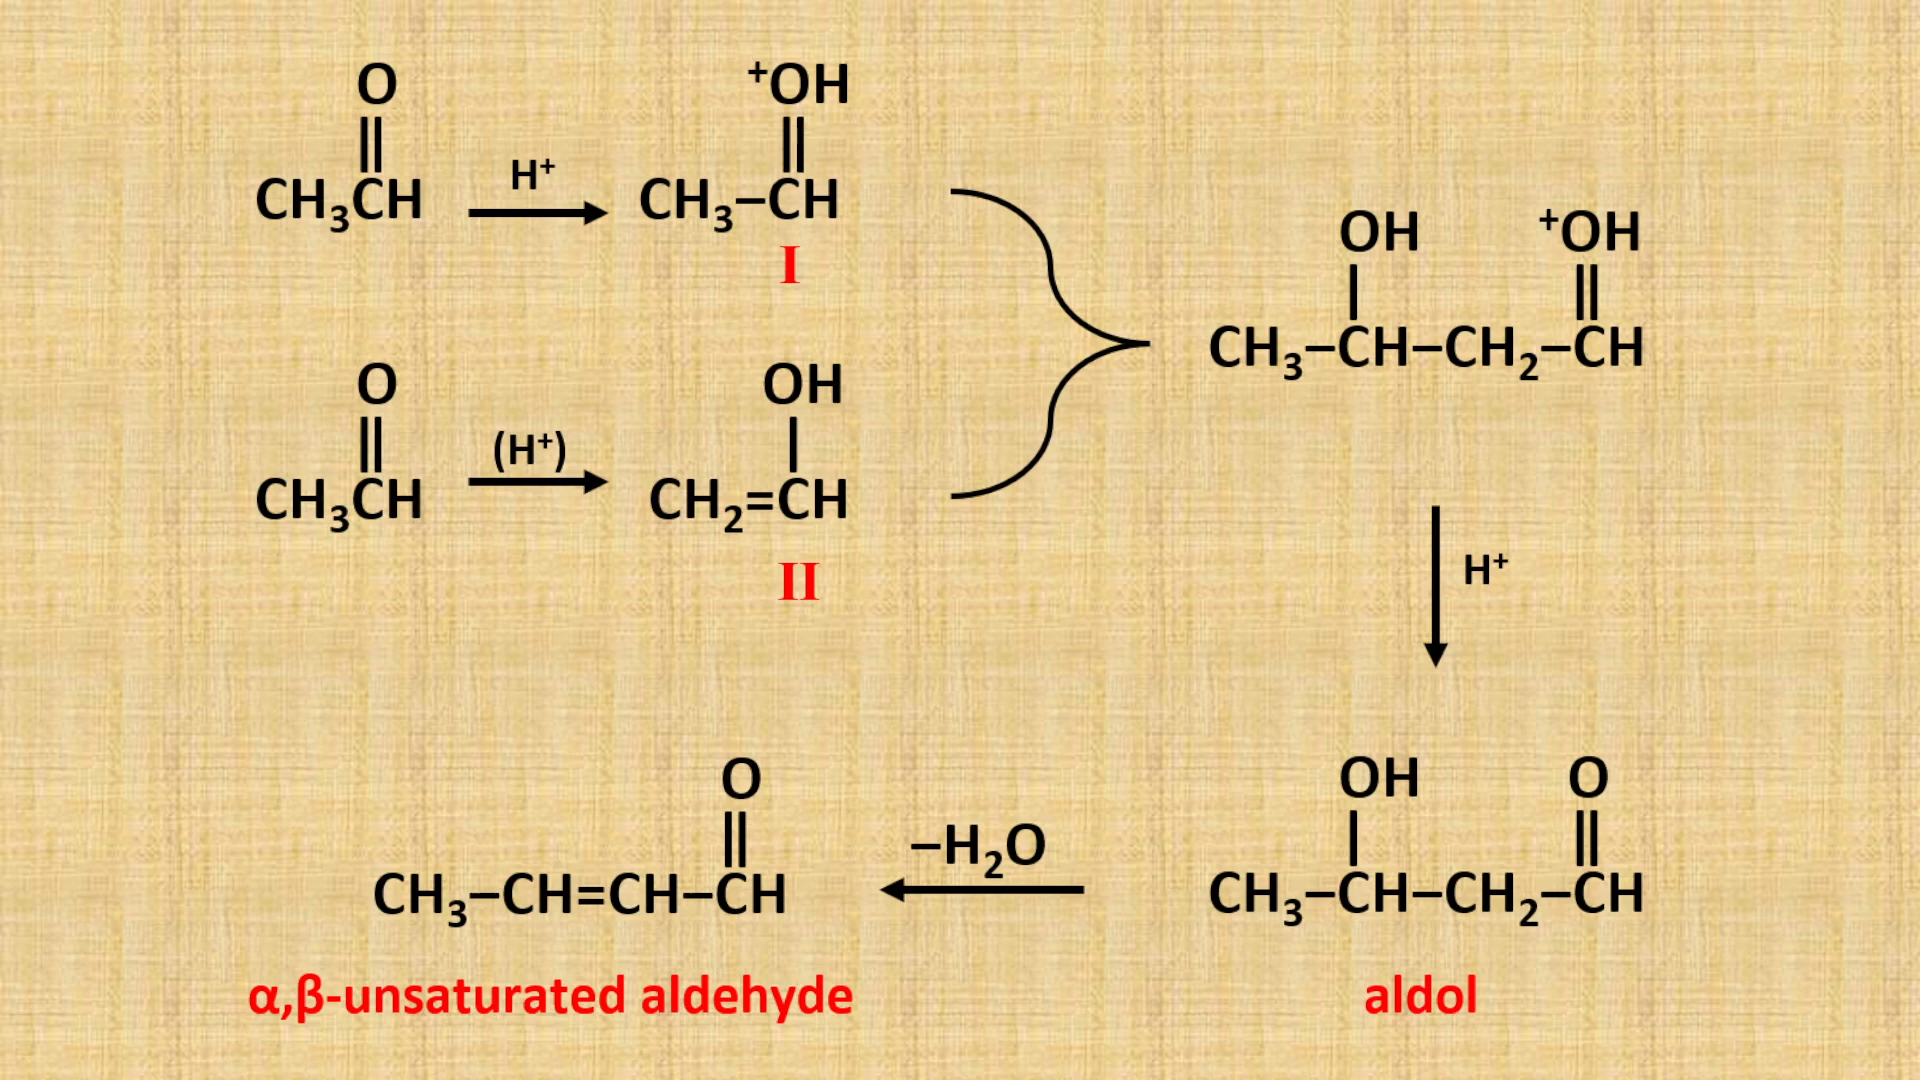 O
CH₃CH
H⁺
⁺OH
CH₃–CH
I
O
CH₃CH
(H⁺)
OH
CH₂=CH
II
OH ⁺OH
CH₃–CH–CH₂–CH
H⁺
OH O
CH₃–CH–CH₂–CH
aldol
–H₂O
O
CH₃–CH=CH–CH
α,β-unsaturated aldehyde